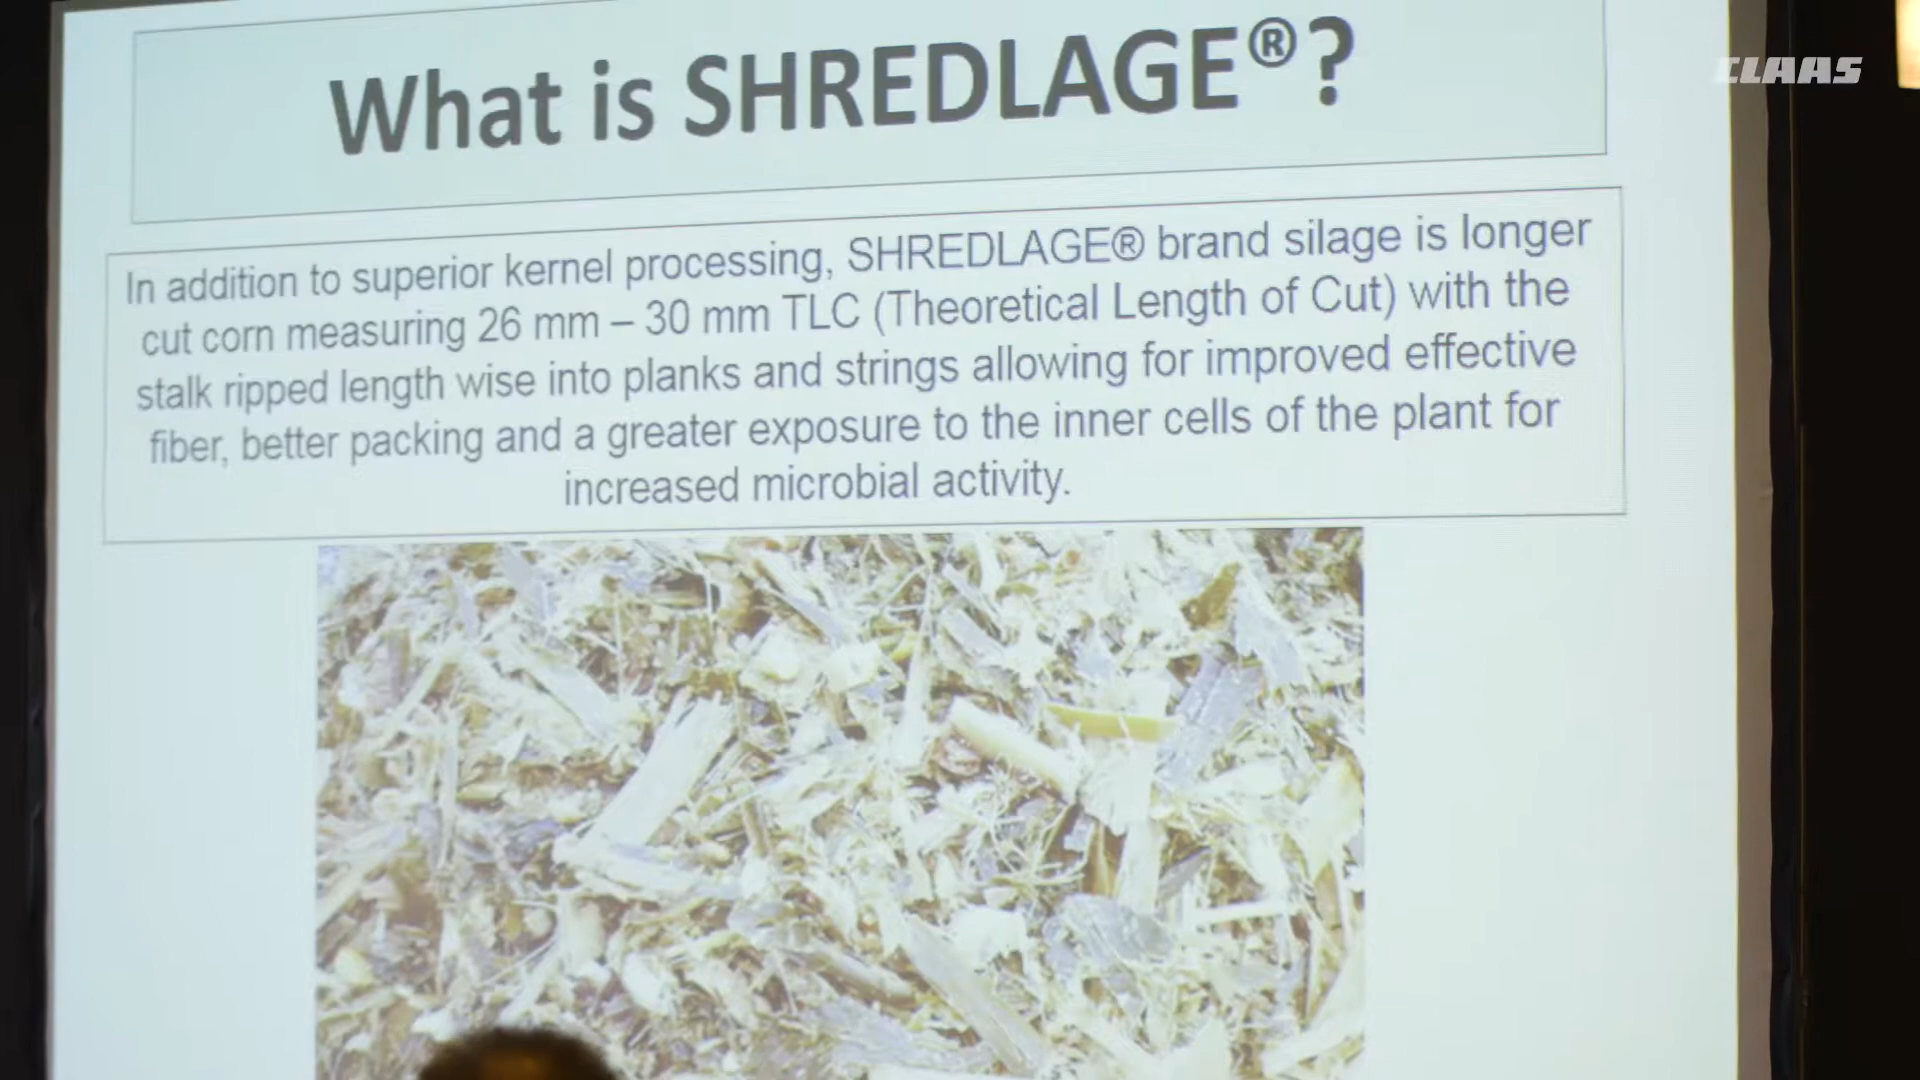 What is SHREDLAGE®?
CLAAS
In addition to superior kernel processing, SHREDLAGE® brand silage is longer
cut corn measuring 26 mm – 30 mm TLC (Theoretical Length of Cut) with the
stalk ripped length wise into planks and strings allowing for improved effective
fiber, better packing and a greater exposure to the inner cells of the plant for
increased microbial activity.